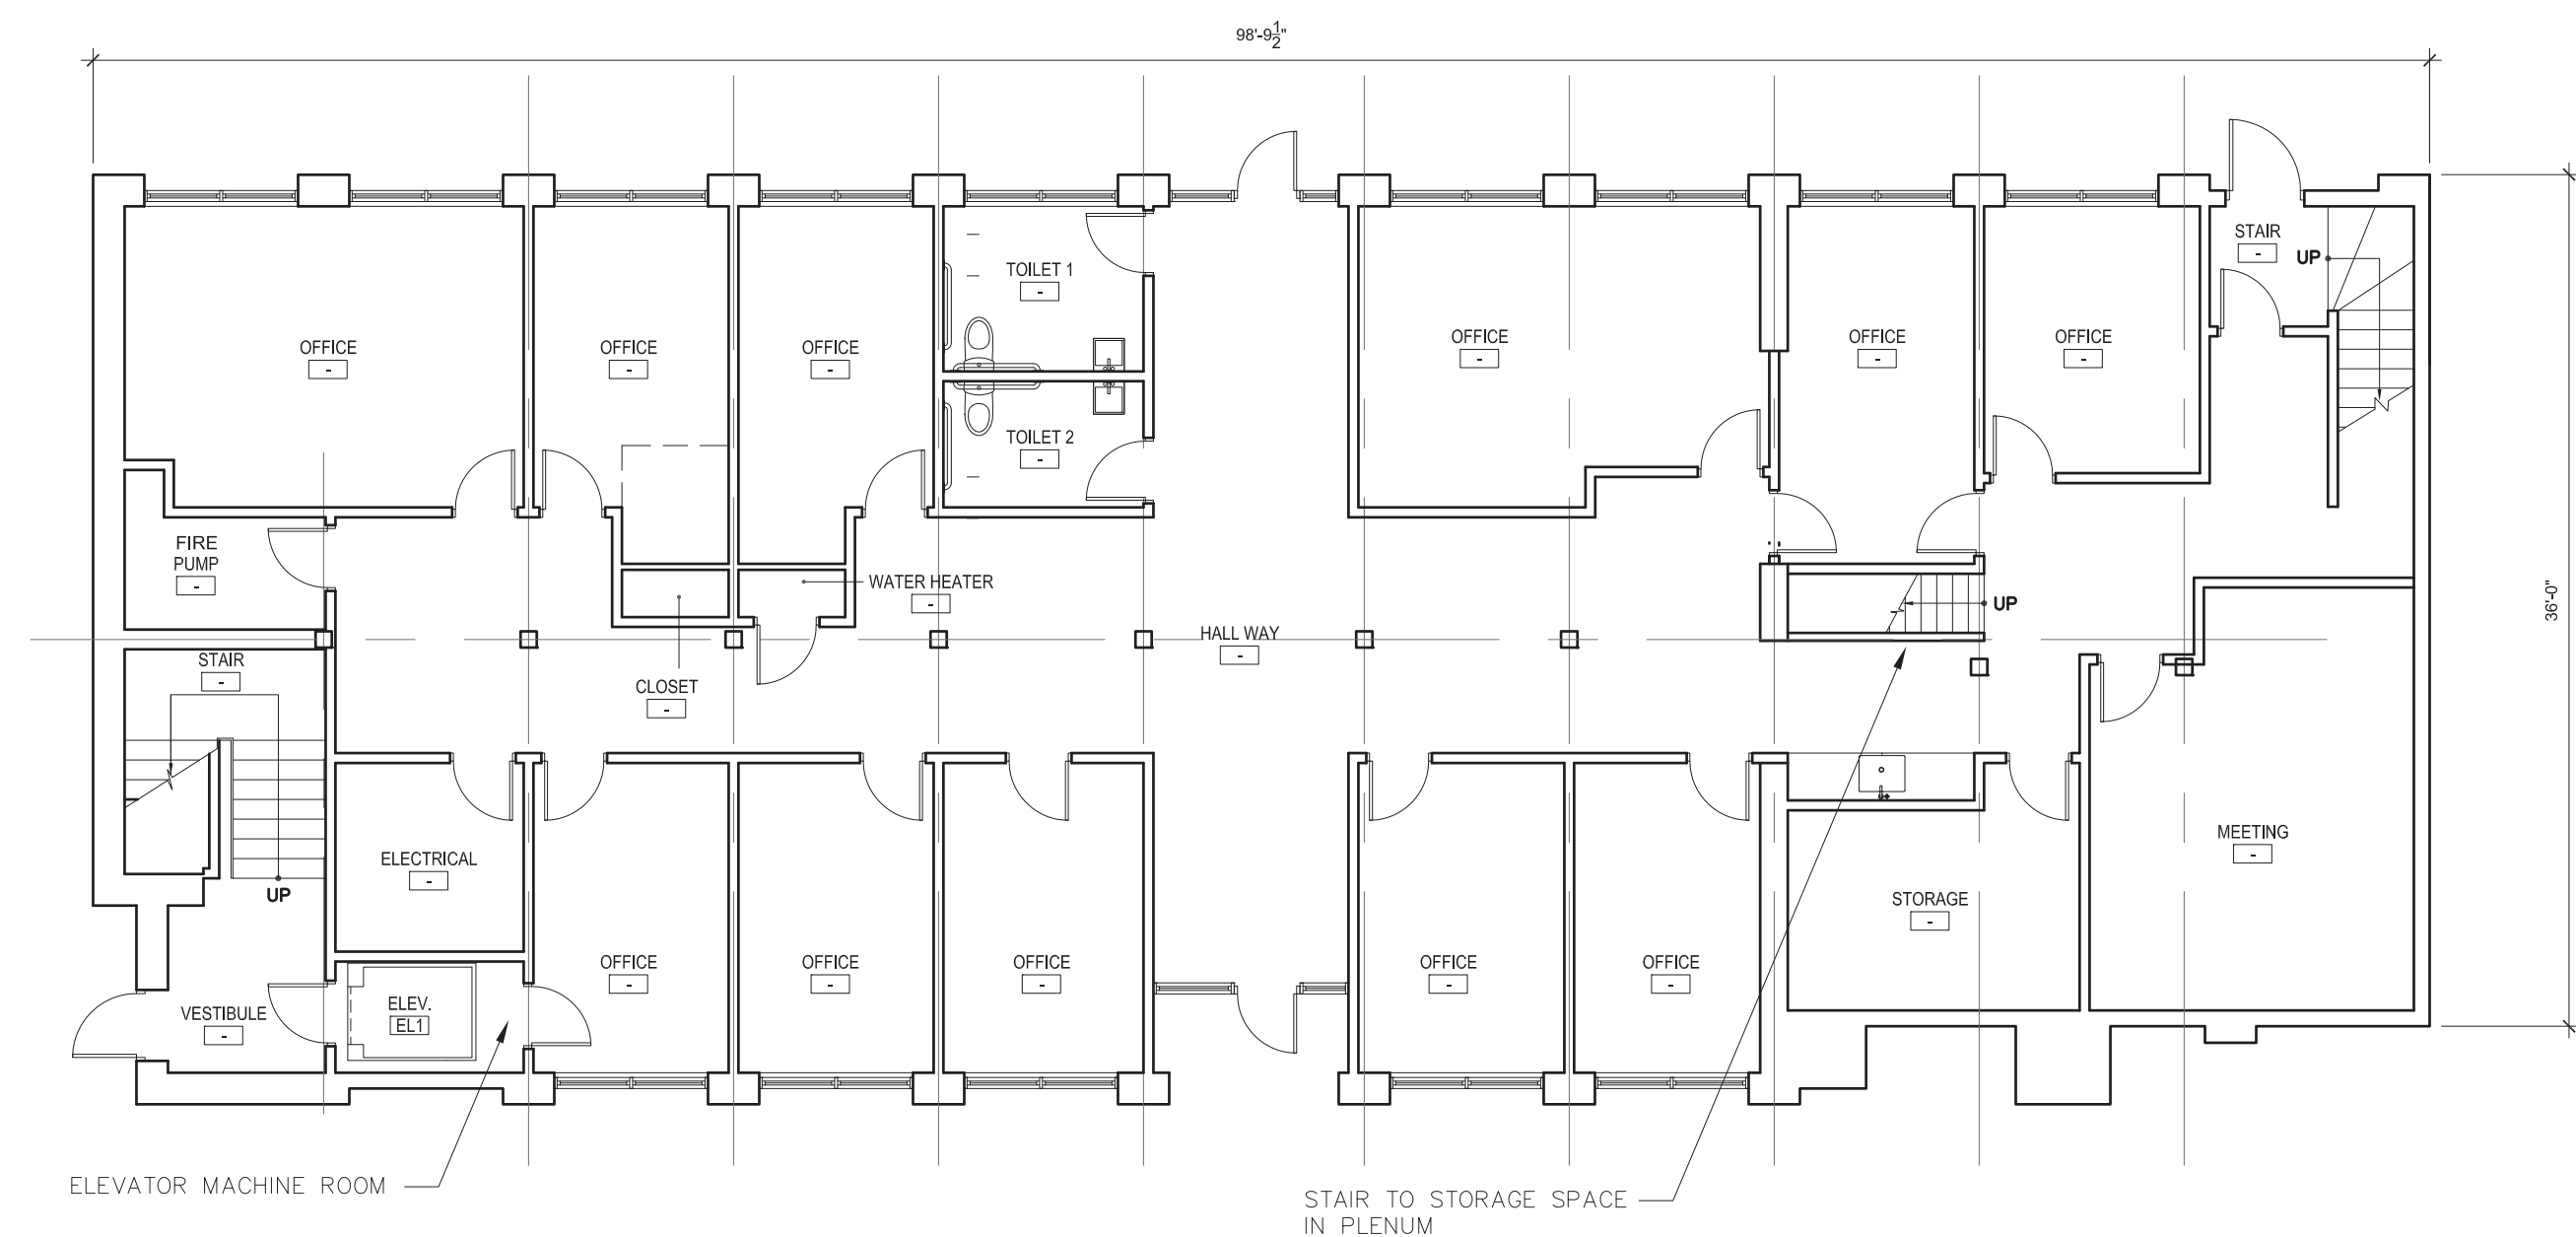 98'-9 1/2"
STAIR
-
UP
TOILET 1
-
OFFICE
-
OFFICE
-
OFFICE
-
OFFICE
-
OFFICE
-
OFFICE
-
TOILET 2
-
FIRE
PUMP
-
WATER HEATER
-
UP
36'-0"
HALL WAY
-
STAIR
-
CLOSET
-
MEETING
-
ELECTRICAL
-
UP
STORAGE
-
OFFICE
-
OFFICE
-
OFFICE
-
OFFICE
-
OFFICE
-
VESTIBULE
-
ELEV.
EL1
ELEVATOR MACHINE ROOM
STAIR TO STORAGE SPACE
IN PLENUM